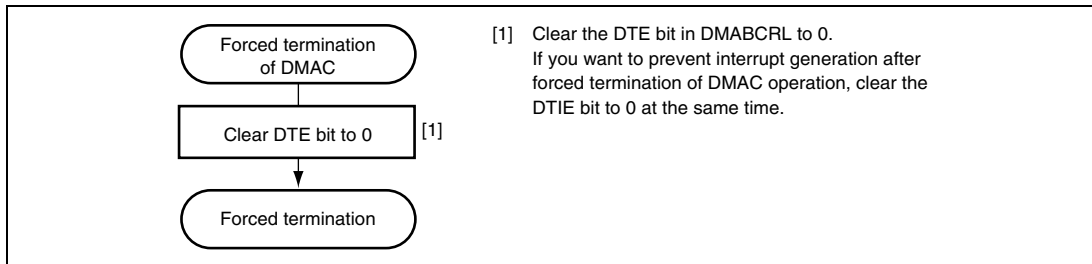 Forced termination
of DMAC
Clear DTE bit to 0
[1]
Forced termination
[1] Clear the DTE bit in DMABCRL to 0.
If you want to prevent interrupt generation after
forced termination of DMAC operation, clear the
DTIE bit to 0 at the same time.